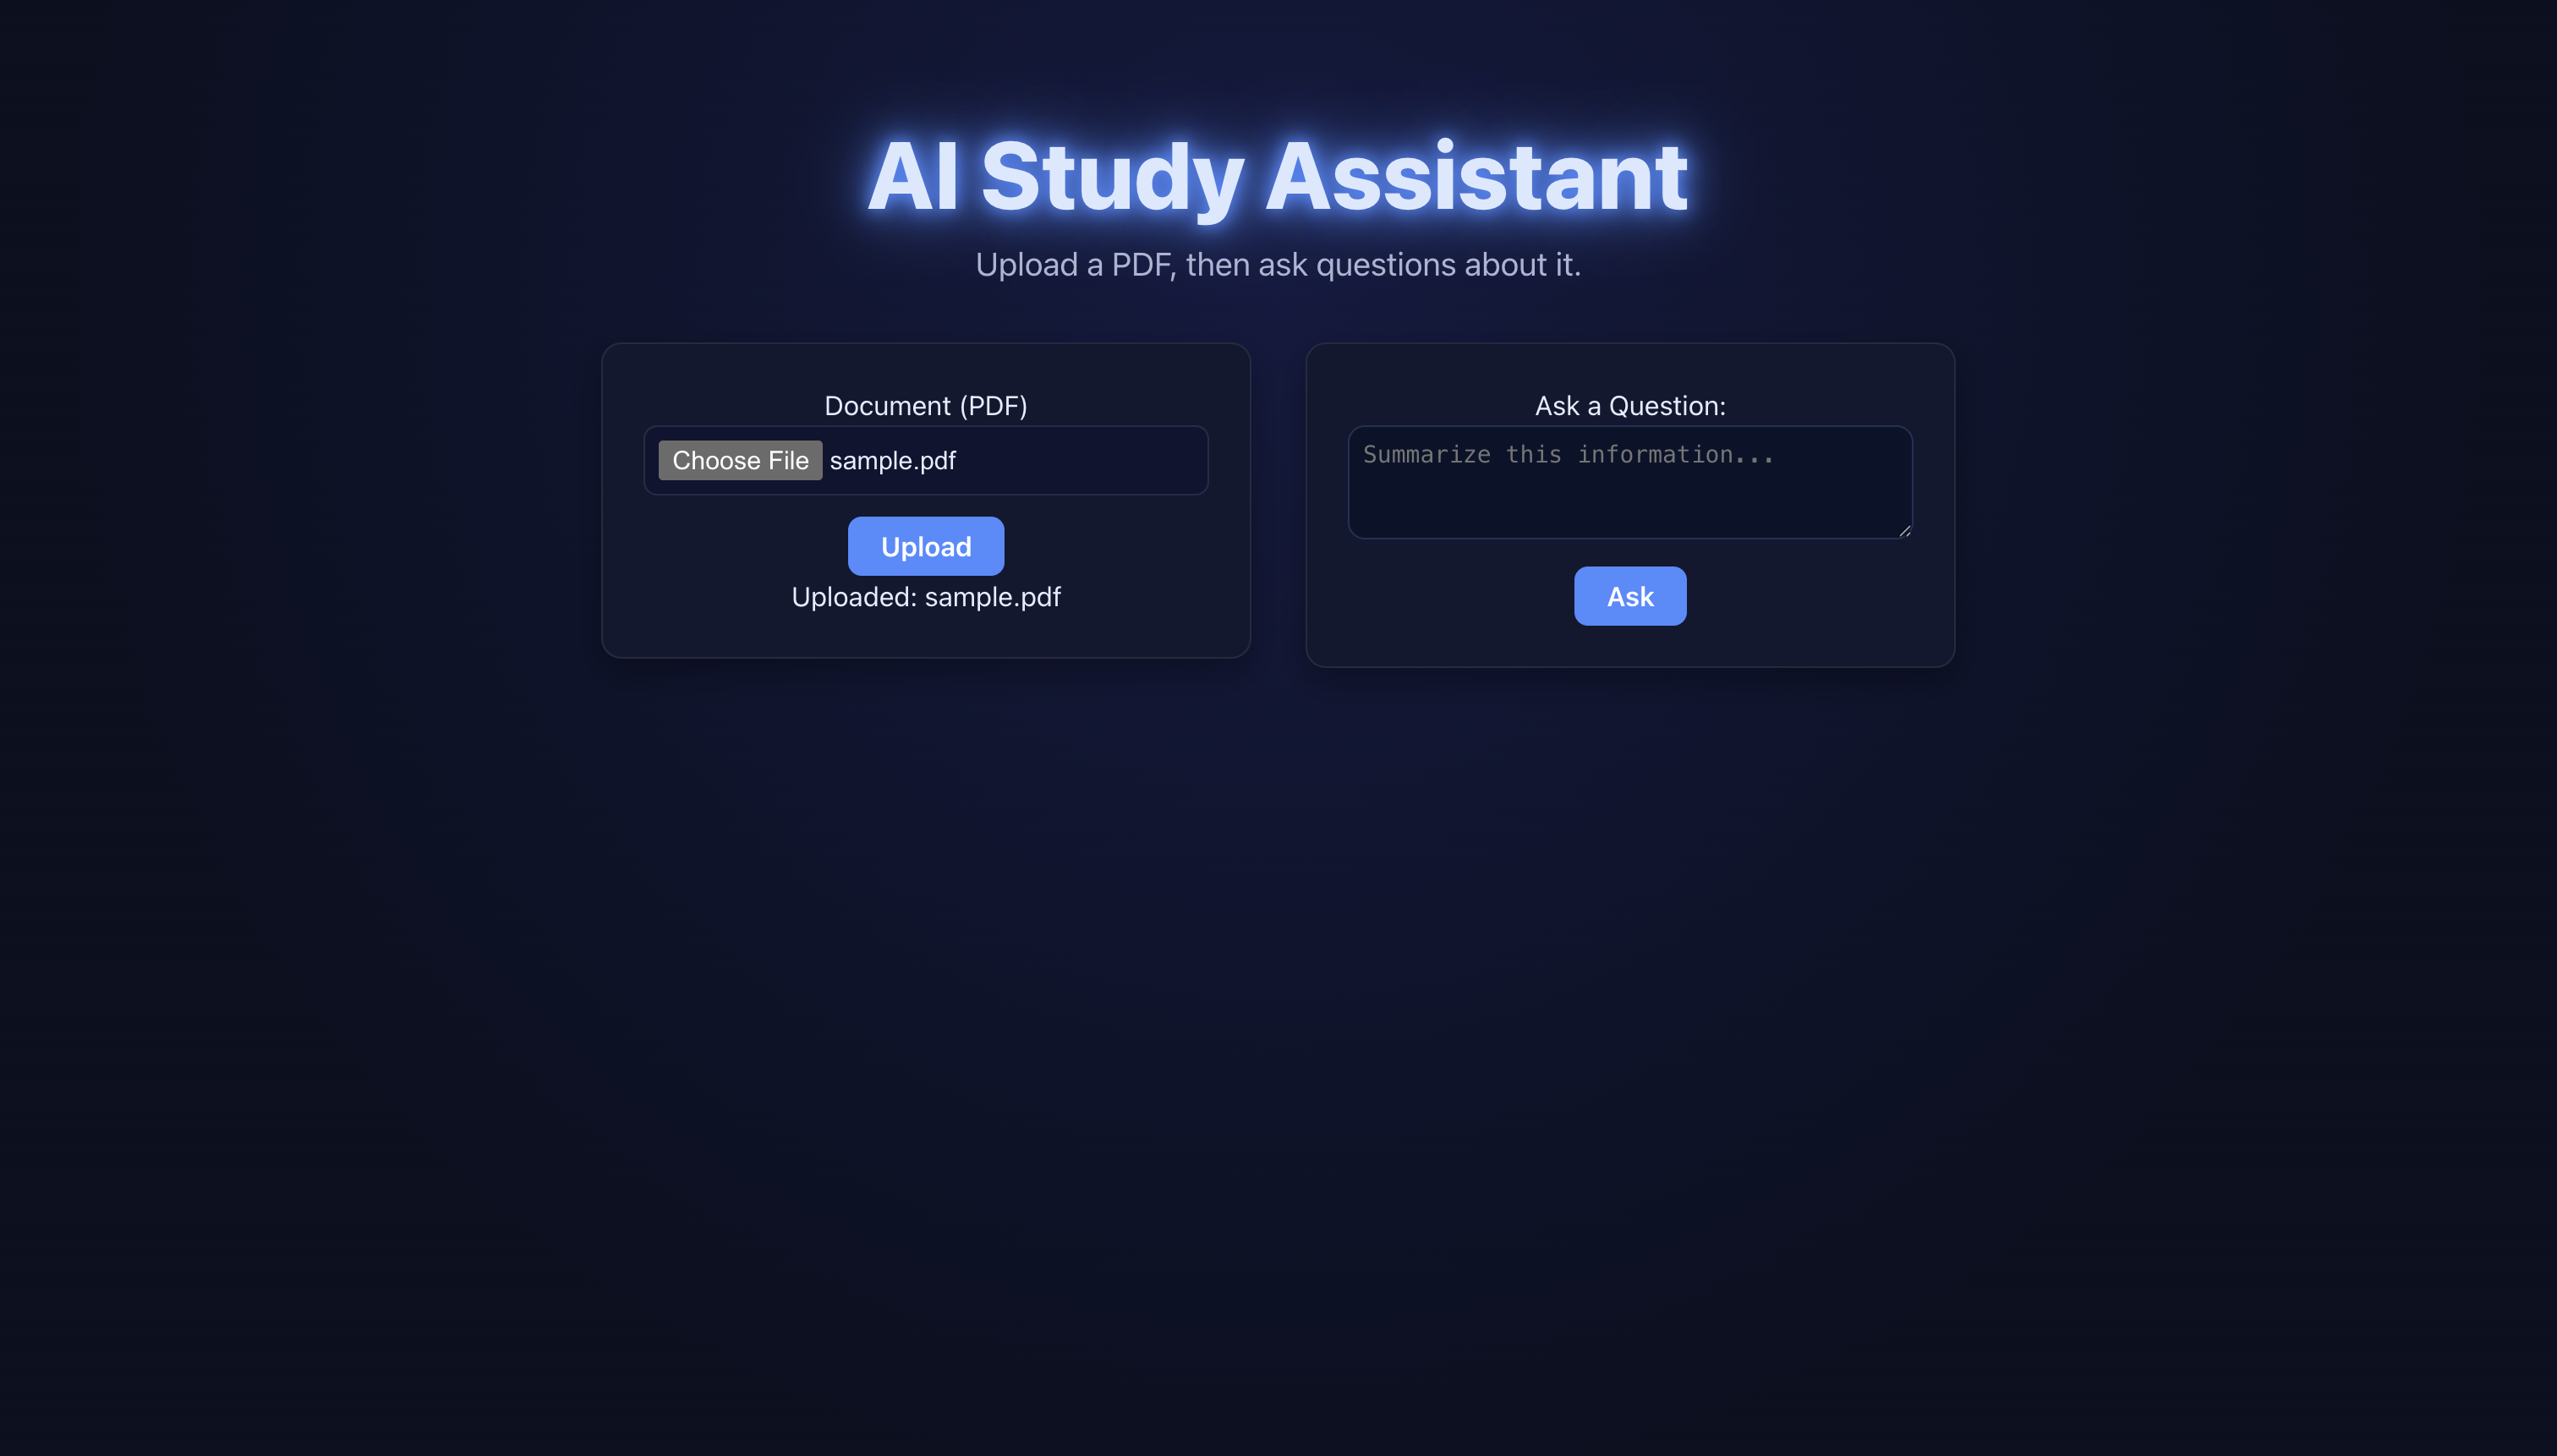 AI Study Assistant
Upload a PDF, then ask questions about it.
Document (PDF)
Choose File sample.pdf
Upload
Uploaded: sample.pdf
Ask a Question:
Summarize this information...
Ask